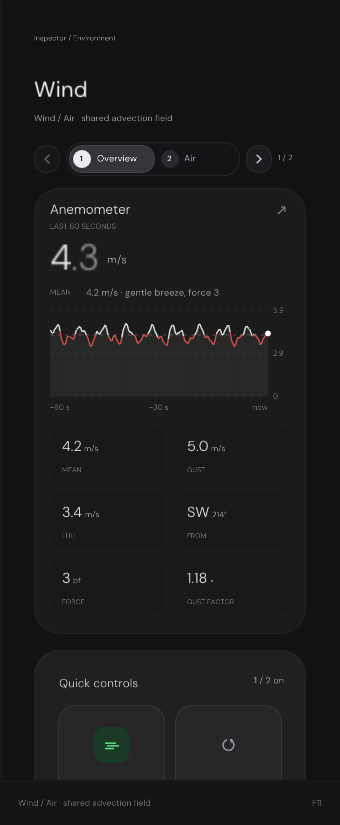 Inspector / Environment
Wind
Wind / Air · shared advection field
1 Overview 2 Air 1 / 2
Anemometer
LAST 60 SECONDS
4.3 m/s
MEAN 4.2 m/s · gentle breeze, force 3
5.9
2.9
0
−60 s −30 s now
4.2 m/s 5.0 m/s
MEAN GUST
3.4 m/s SW 214°
LULL FROM
3 bf 1.18 ×
FORCE GUST FACTOR
Quick controls 1 / 2 on
Wind / Air · shared advection field F11